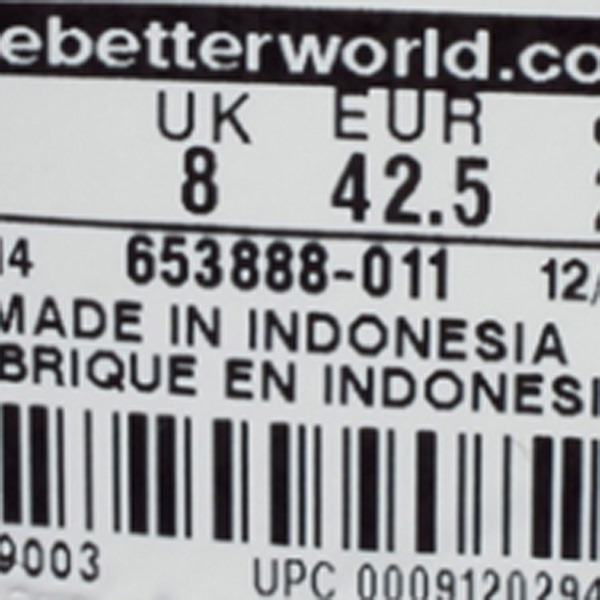 ebetterworld.co
UK EUR
8 42.5
14 653888-011 12/
MADE IN INDONESIA
BRIQUE EN INDONESI
9003 UPC 0009120294